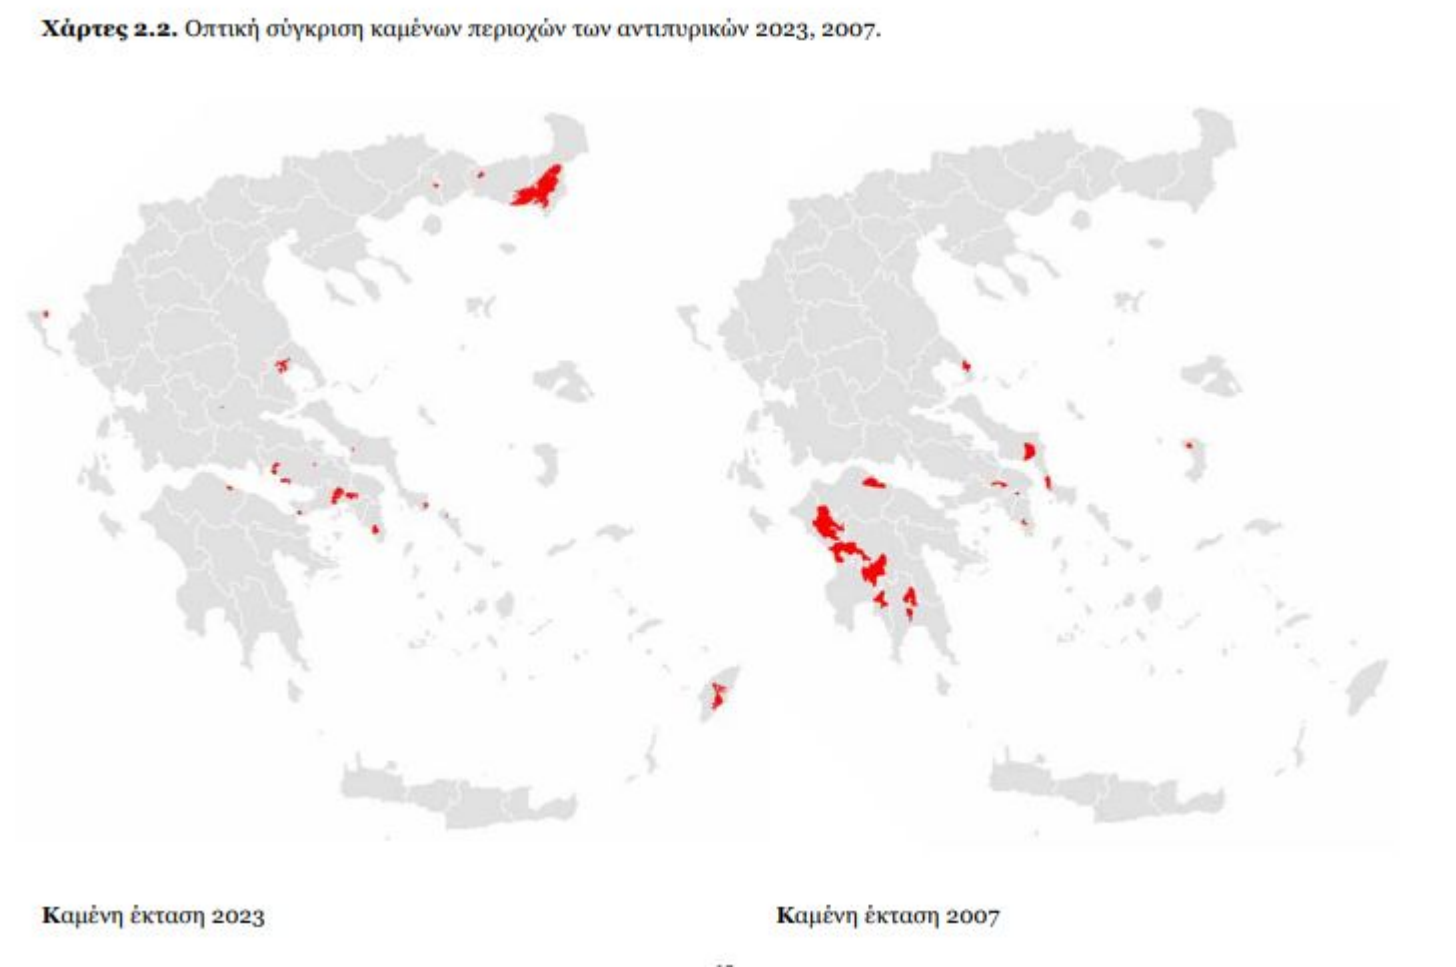 Χάρτες 2.2. Οπτική σύγκριση καμένων περιοχών των αντιπυρικών 2023, 2007.
Καμένη έκταση 2023
Καμένη έκταση 2007